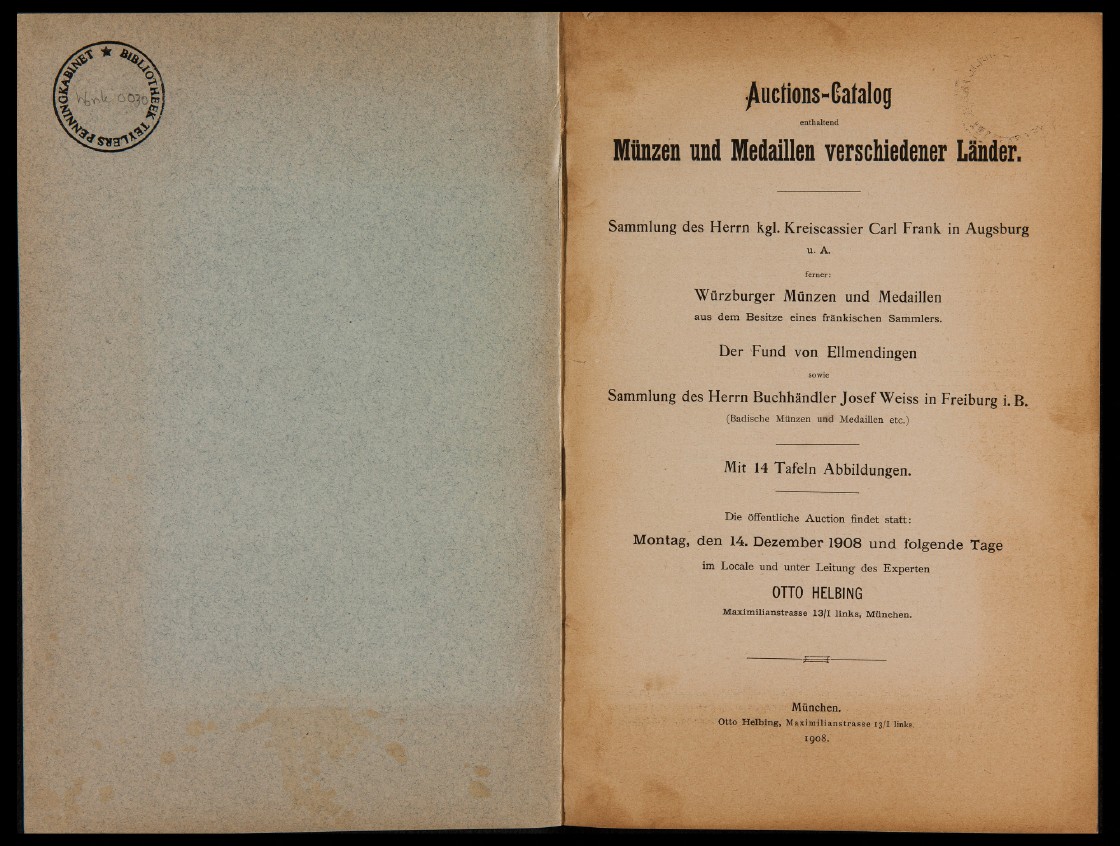 ★ BIBLIOTHEEK TEYLERS PENNINGKABINET
0030
Auctions-Catalog
enthaltend
Münzen und Medaillen verschiedener Länder.
Sammlung des Herrn kgl. Kreiscassier Carl Frank in Augsburg
u. A.
ferner:
Würzburger Münzen und Medaillen
aus dem Besitze eines fränkischen Sammlers.
Der Fund von Ellmendingen
sowie
Sammlung des Herrn Buchhändler Josef Weiss in Freiburg i. B.
(Badische Münzen und Medaillen etc.)
Mit 14 Tafeln Abbildungen.
Die öffentliche Auction findet statt:
Montag, den 14. Dezember 1908 und folgende Tage
im Locale und unter Leitung des Experten
OTTO HELBING
Maximilianstrasse 13/I links, München.
München.
Otto Helbing, Maximilianstrasse 13/I links.
1908.